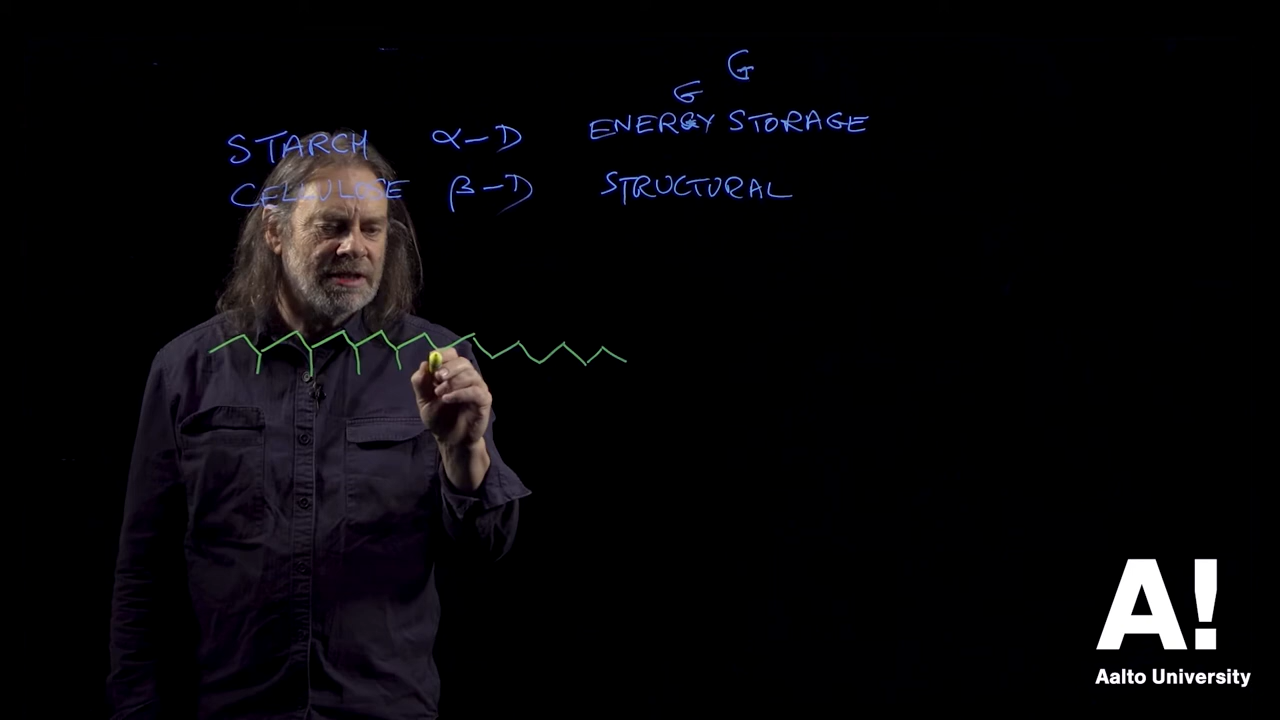 G
G
STARCH α-D ENERGY STORAGE
CELLULOSE β-D STRUCTURAL
A!
Aalto University